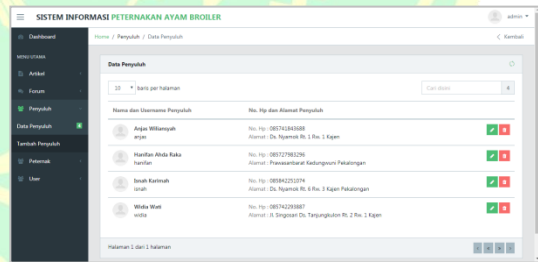 SISTEM INFORMASI PETERNAKAN AYAM BROILER
admin
Dashboard
Home / Penyuluh / Data Penyuluh
Kembali
MENU UTAMA
Artikel
Forum
Penyuluh
Data Penyuluh
Tambah Penyuluh
Peternak
User
Data Penyuluh
10 baris per halaman
Cari disini
Nama dan Username Penyuluh
No. Hp dan Alamat Penyuluh
Anjas Wiliansyah
anjas
No. Hp : 085741843688
Alamat : Ds. Nyamok Rt. 1 Rw. 1 Kajen
Hanifan Ahda Raka
hanifan
No. Hp : 085727983296
Alamat : Prawasanbarat Kedungwuni Pekalongan
Isnah Karimah
isnah
No. Hp : 085842251074
Alamat : Ds. Nyamok Rt. 6 Rw. 3 Kajen Pekalongan
Widia Wati
widia
No. Hp : 085742293887
Alamat : Jl. Singosari Ds. Tanjungkulon Rt. 2 Rw. 1 Kajen
Halaman 1 dari 1 halaman